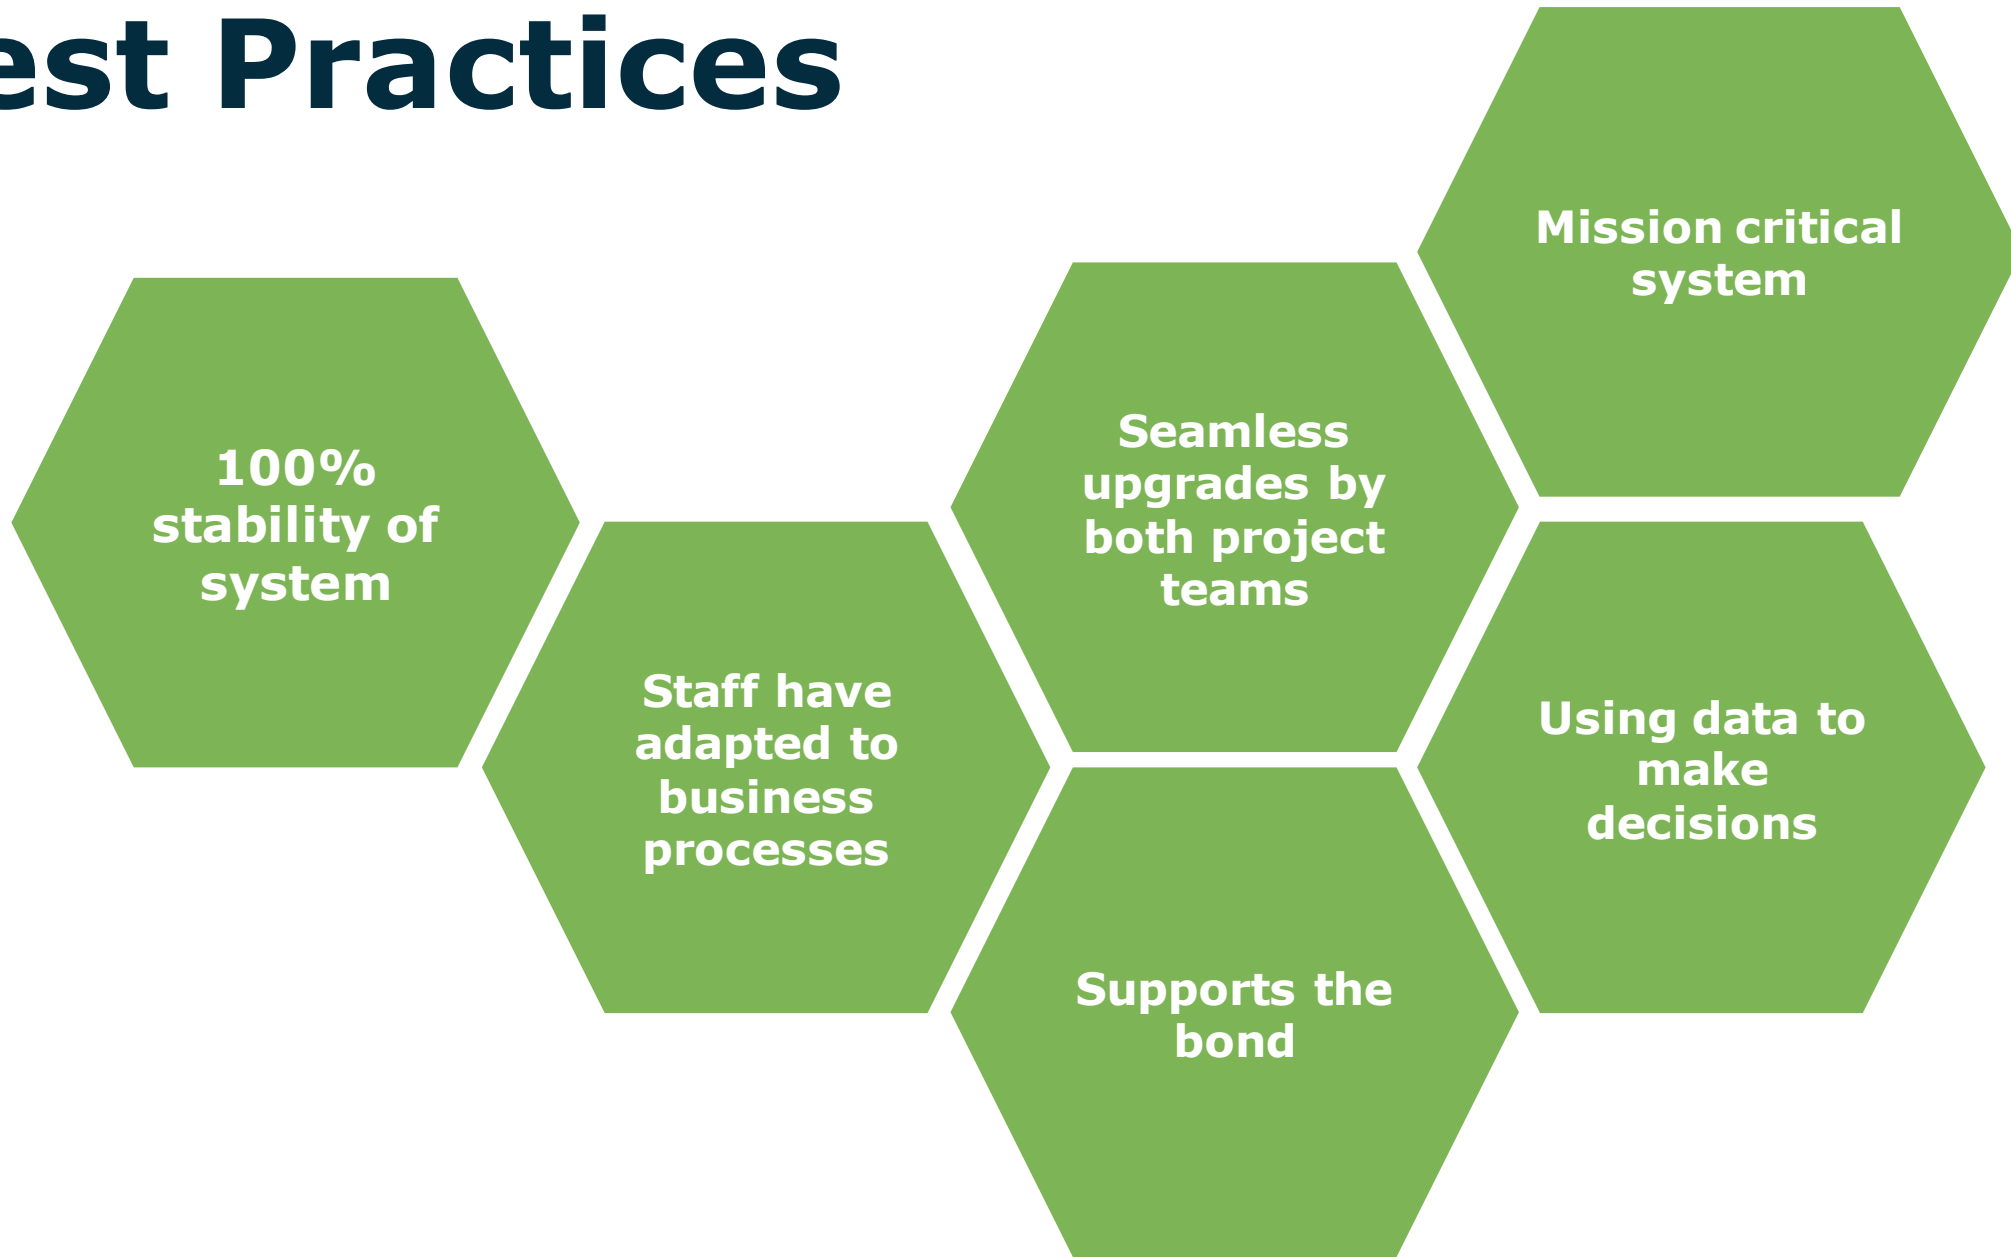 est Practices
Mission critical
system
100%
stability of
system
Seamless
upgrades by
both project
teams
Staff have
adapted to
business
processes
Using data to
make
decisions
Supports the
bond